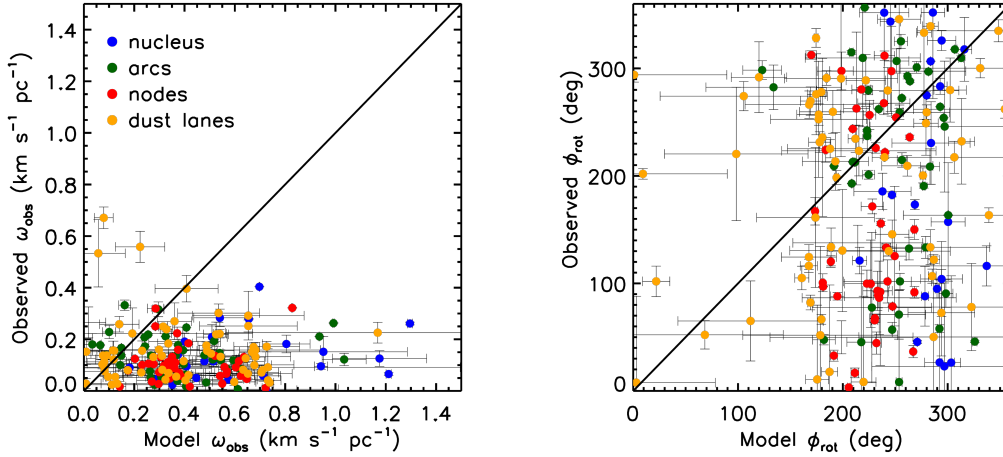 1.4
1.2
1.0
0.8
0.6
0.4
0.2
0.0
Observed ω_obs (km s⁻¹ pc⁻¹)
nucleus
arcs
nodes
dust lanes
0.0 0.2 0.4 0.6 0.8 1.0 1.2 1.4
Model ω_obs (km s⁻¹ pc⁻¹)
300
200
100
0
Observed ϕ_rot (deg)
0 100 200 300
Model ϕ_rot (deg)